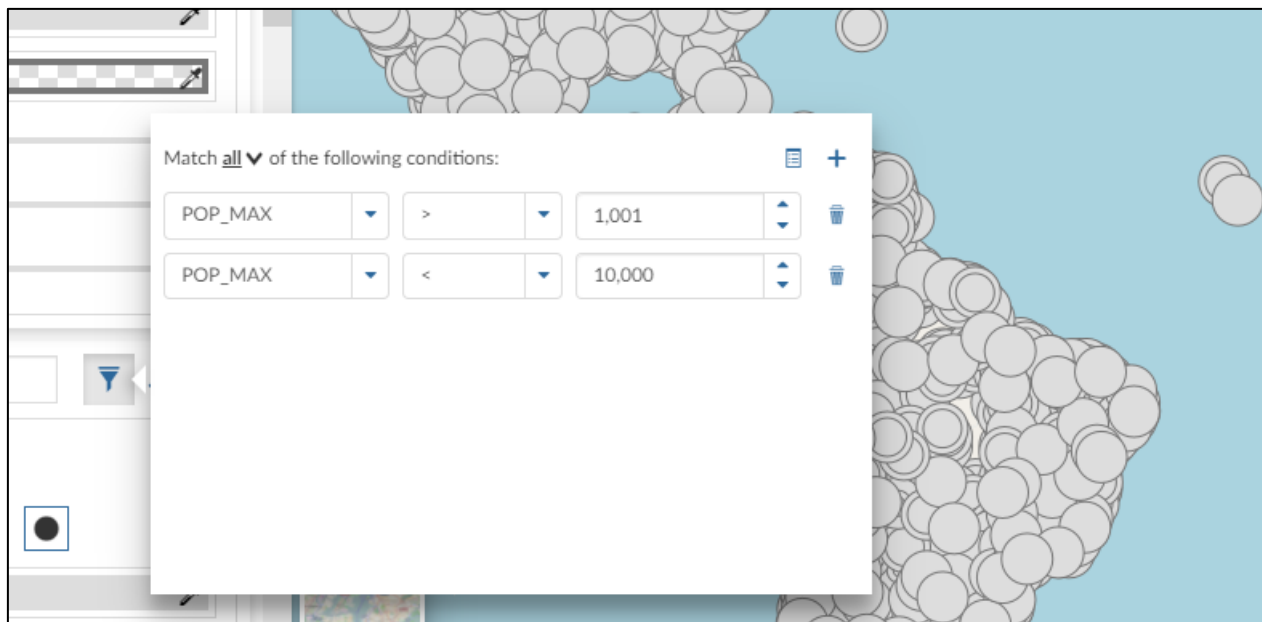 Match all of the following conditions:
POP_MAX > 1,001
POP_MAX < 10,000